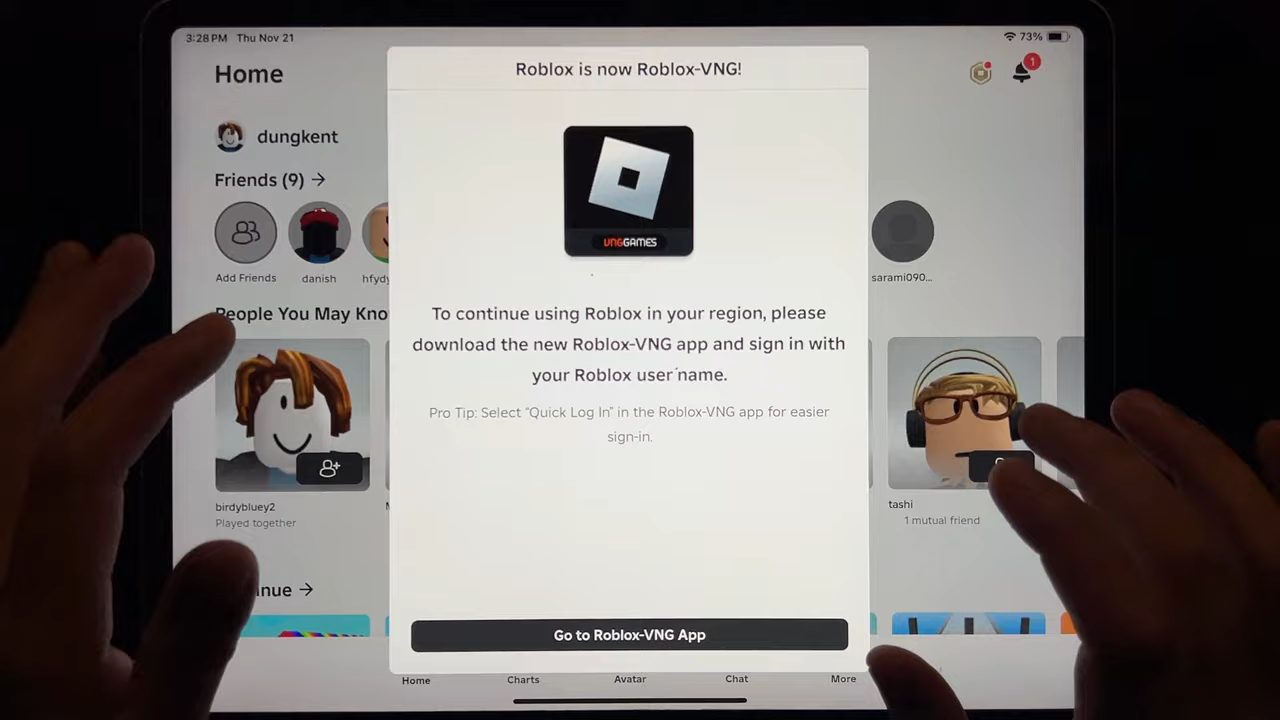 3:28 PM Thu Nov 21
73%
Home
1
dungkent
Friends (9) →
Add Friends
danish
sarami090...
People You May Kno
birdybluey2
Played together
tashi
1 mutual friend
nue →
Roblox is now Roblox-VNG!
VNGGAMES
To continue using Roblox in your region, please
download the new Roblox-VNG app and sign in with
your Roblox user name.
Pro Tip: Select "Quick Log In" in the Roblox-VNG app for easier
sign-in.
Go to Roblox-VNG App
Home
Charts
Avatar
Chat
More